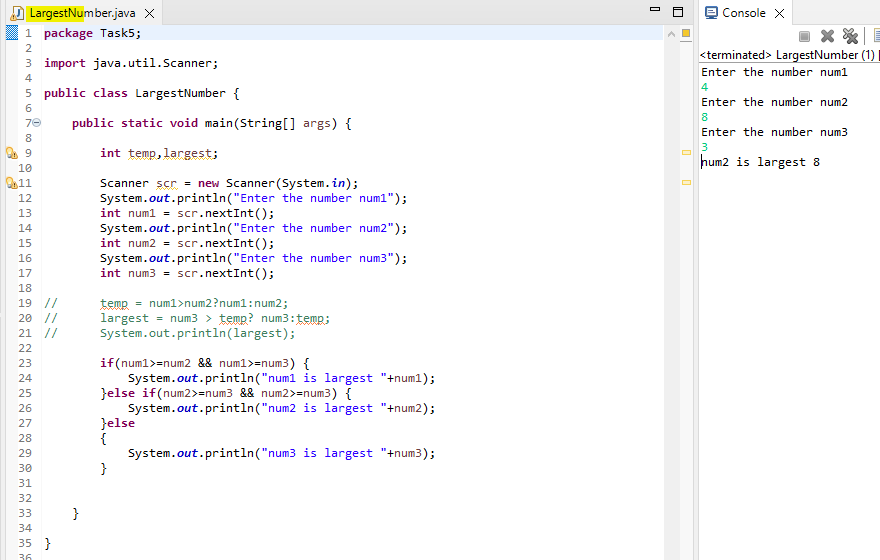 LargestNumber.java
1 package Task5;
2
3 import java.util.Scanner;
4
5 public class LargestNumber {
6
7 public static void main(String[] args) {
8
9 int temp,largest;
10
11 Scanner scr = new Scanner(System.in);
12 System.out.println("Enter the number num1");
13 int num1 = scr.nextInt();
14 System.out.println("Enter the number num2");
15 int num2 = scr.nextInt();
16 System.out.println("Enter the number num3");
17 int num3 = scr.nextInt();
18
19 // temp = num1>num2?num1:num2;
20 // largest = num3 > temp? num3:temp;
21 // System.out.println(largest);
22
23 if(num1>=num2 && num1>=num3) {
24 System.out.println("num1 is largest "+num1);
25 }else if(num2>=num3 && num2>=num3) {
26 System.out.println("num2 is largest "+num2);
27 }else
28 {
29 System.out.println("num3 is largest "+num3);
30 }
31
32
33 }
34
35 }
36
Console
<terminated> LargestNumber (1) [
Enter the number num1
4
Enter the number num2
8
Enter the number num3
3
num2 is largest 8